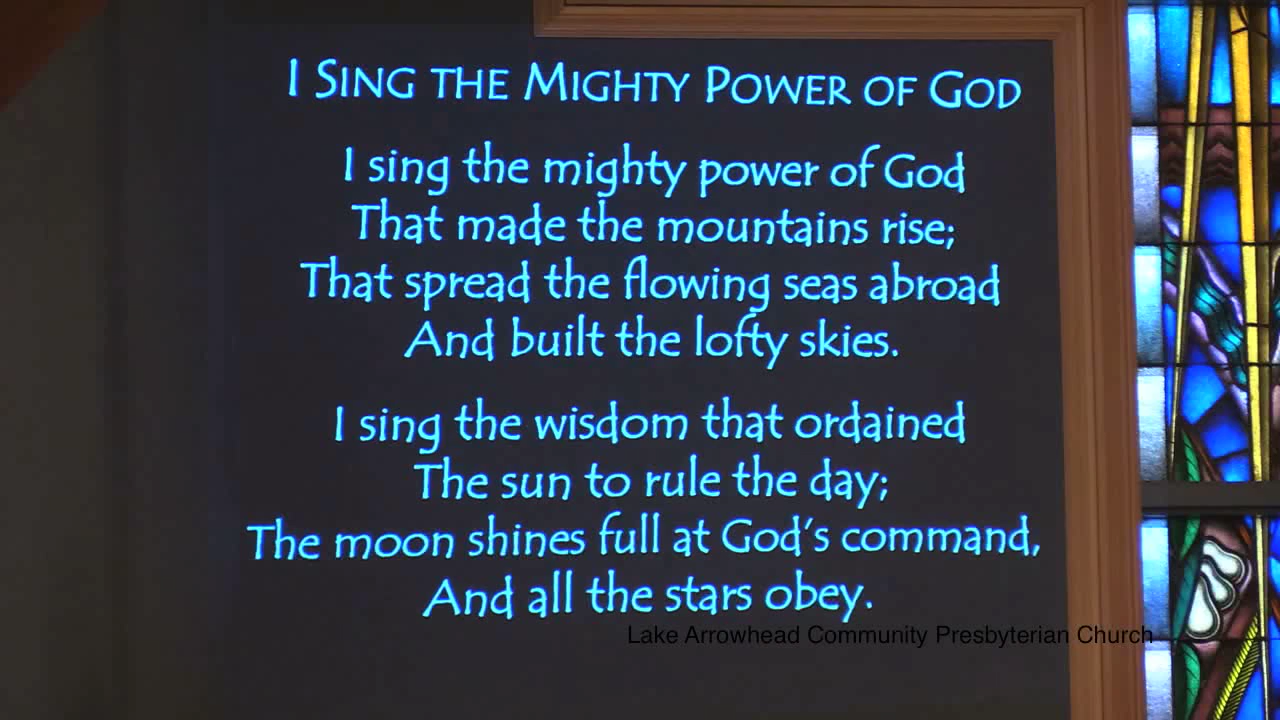 I SING THE MIGHTY POWER OF GOD
I sing the mighty power of God
That made the mountains rise;
That spread the flowing seas abroad
And built the lofty skies.
I sing the wisdom that ordained
The sun to rule the day;
The moon shines full at God's command,
And all the stars obey.
Lake Arrowhead Community Presbyterian Church